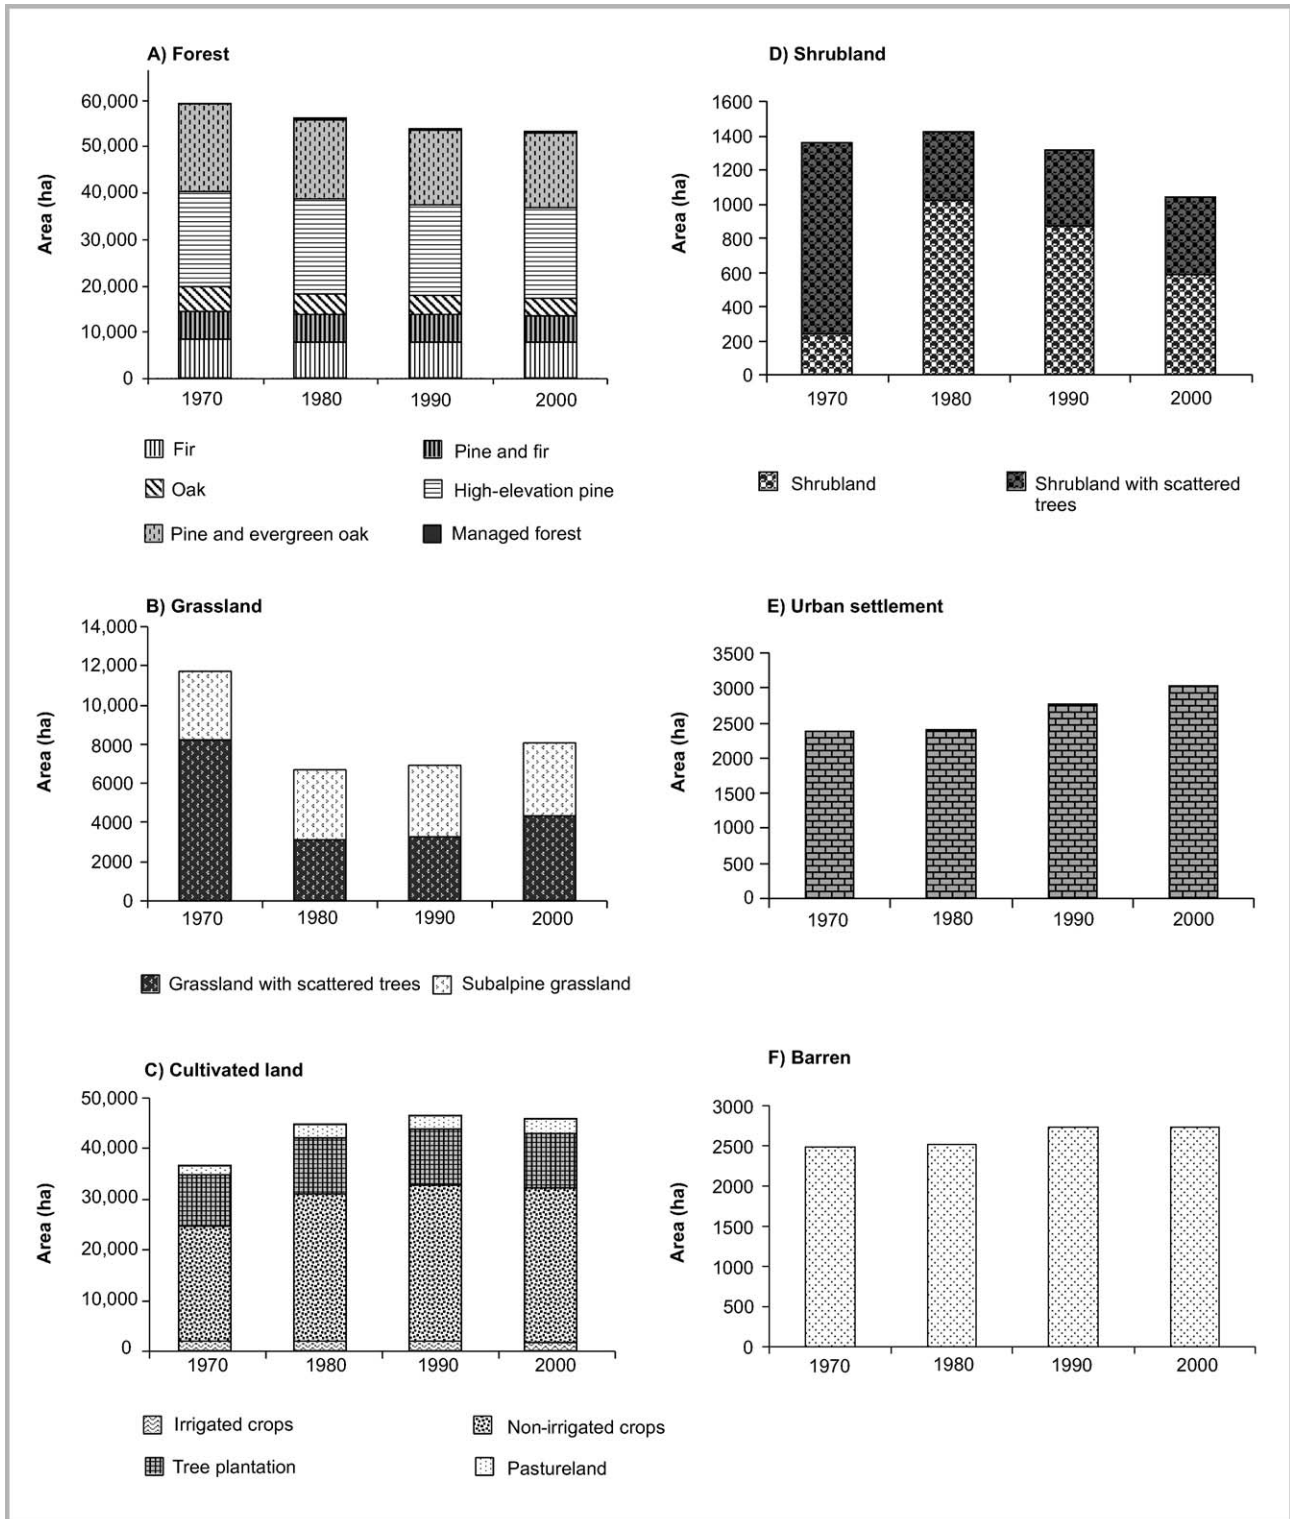 A) Forest
60,000
50,000
40,000
30,000
20,000
10,000
0
Area (ha)
1970 1980 1990 2000
Fir
Pine and fir
Oak
High-elevation pine
Pine and evergreen oak
Managed forest
B) Grassland
14,000
12,000
10,000
8000
6000
4000
2000
0
Area (ha)
1970 1980 1990 2000
Grassland with scattered trees
Subalpine grassland
C) Cultivated land
50,000
40,000
30,000
20,000
10,000
0
Area (ha)
1970 1980 1990 2000
Irrigated crops
Non-irrigated crops
Tree plantation
Pastureland
D) Shrubland
1600
1400
1200
1000
800
600
400
200
0
Area (ha)
1970 1980 1990 2000
Shrubland
Shrubland with scattered
trees
E) Urban settlement
3500
3000
2500
2000
1500
1000
500
0
Area (ha)
1970 1980 1990 2000
F) Barren
3000
2500
2000
1500
1000
500
0
Area (ha)
1970 1980 1990 2000